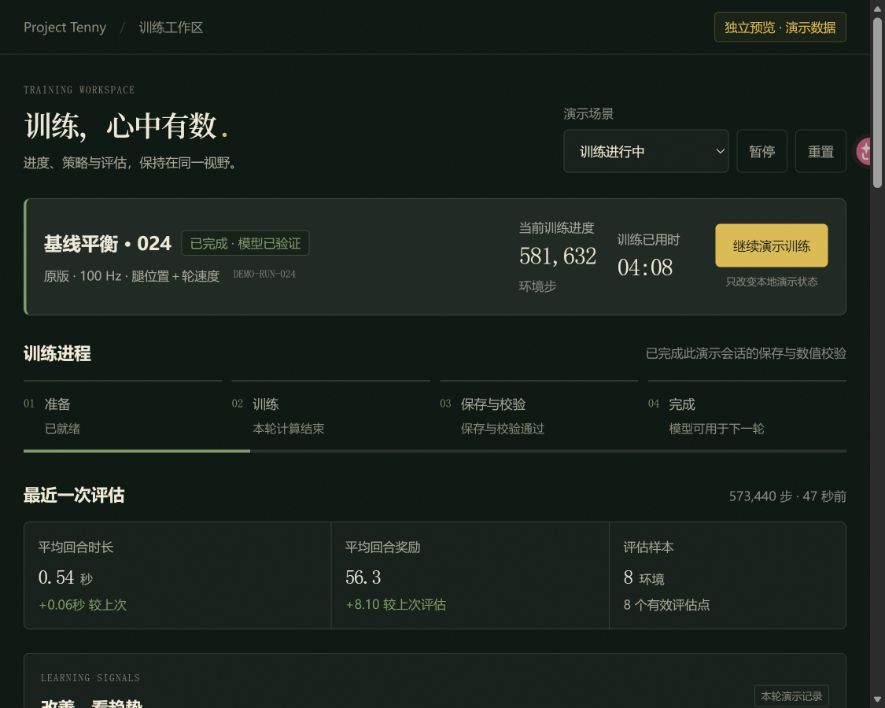 Project Tenny / 训练工作区
独立预览 · 演示数据
TRAINING WORKSPACE
训练，心中有数.
进度、策略与评估，保持在同一视野。
演示场景
训练进行中
暂停
重置
基线平衡 • 024
已完成 · 模型已验证
原版 · 100 Hz · 腿位置＋轮速度
DEMO-RUN-024
当前训练进度
581,632
环境步
训练已用时
04:08
继续演示训练
只改变本地演示状态
训练进程
已完成此演示会话的保存与数值校验
01 准备
已就绪
02 训练
本轮计算结束
03 保存与校验
保存与校验通过
04 完成
模型可用于下一轮
最近一次评估
573,440 步 · 47 秒前
平均回合时长
0.54 秒
+0.06秒 较上次
平均回合奖励
56.3
+8.10 较上次评估
评估样本
8 环境
8 个有效评估点
LEARNING SIGNALS
改善，看趋势
本轮演示记录